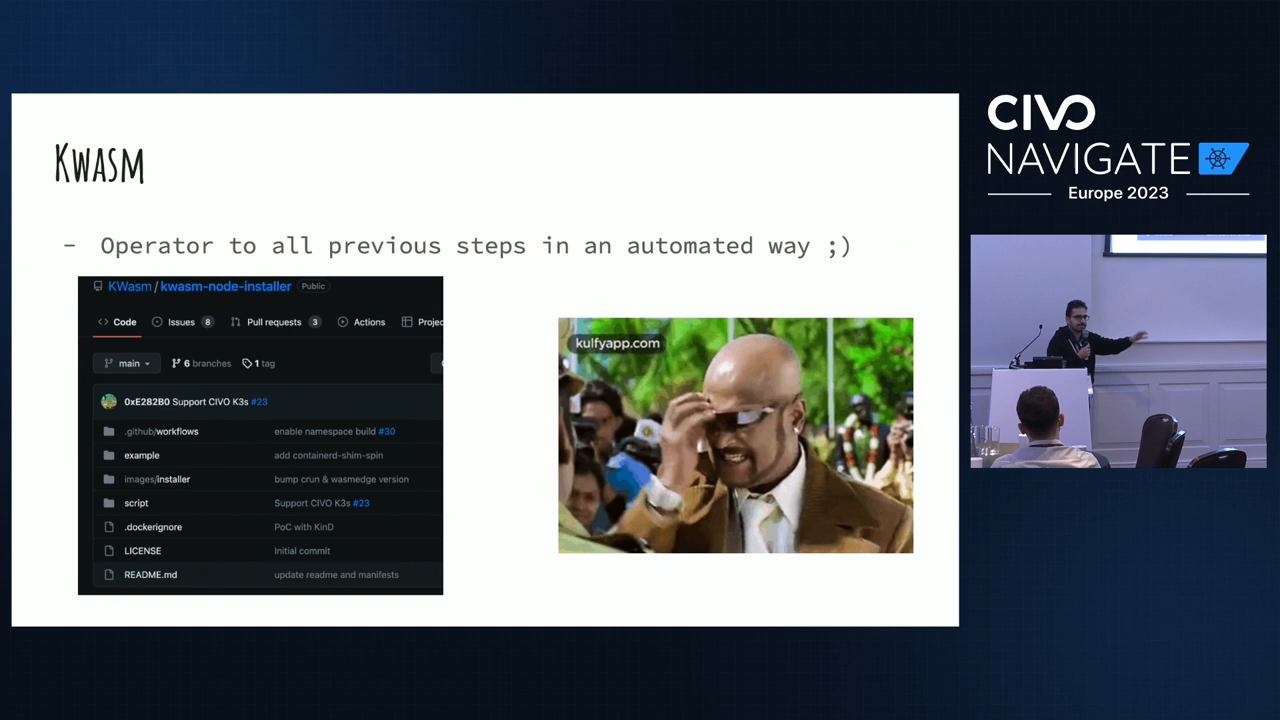 Kwasm
- Operator to all previous steps in an automated way ;)
KWasm / kwasm-node-installer Public
Code Issues 8 Pull requests 3 Actions Projec
main 6 branches 1 tag
0xE282B0 Support CIVO K3s #23
.github/workflows enable namespace build #30
example add containerd-shim-spin
images/installer bump crun & wasmedge version
script Support CIVO K3s #23
.dockerignore PoC with KinD
LICENSE Initial commit
README.md update readme and manifests
kulfyapp.com
CIVO
NAVIGATE
Europe 2023